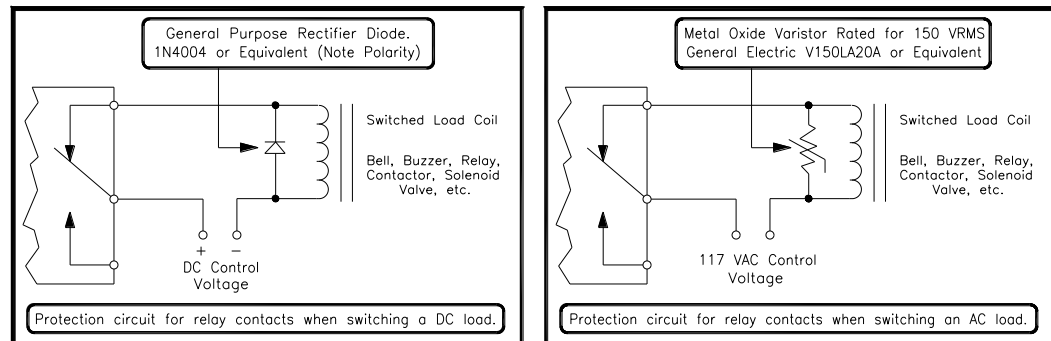 General Purpose Rectifier Diode.
1N4004 or Equivalent (Note Polarity)
Switched Load Coil
Bell, Buzzer, Relay,
Contactor, Solenoid
Valve, etc.
+ −
DC Control
Voltage
Protection circuit for relay contacts when switching a DC load.
Metal Oxide Varistor Rated for 150 VRMS
General Electric V150LA20A or Equivalent
Switched Load Coil
Bell, Buzzer, Relay,
Contactor, Solenoid
Valve, etc.
117 VAC Control
Voltage
Protection circuit for relay contacts when switching an AC load.